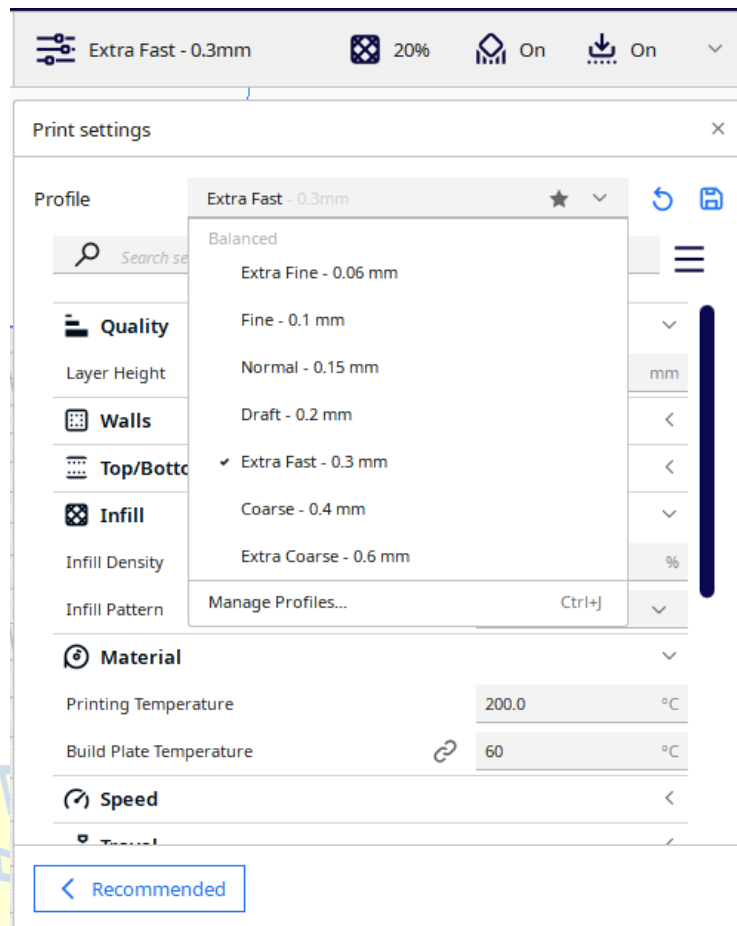 Extra Fast - 0.3mm 20% On On
Print settings
Profile Extra Fast - 0.3mm
Search se
Balanced
Extra Fine - 0.06 mm
Fine - 0.1 mm
Normal - 0.15 mm
Draft - 0.2 mm
Extra Fast - 0.3 mm
Coarse - 0.4 mm
Extra Coarse - 0.6 mm
Manage Profiles... Ctrl+J
Quality
Layer Height mm
Walls
Top/Botto
Infill
Infill Density %
Infill Pattern
Material
Printing Temperature 200.0 °C
Build Plate Temperature 60 °C
Speed
Travel
Recommended